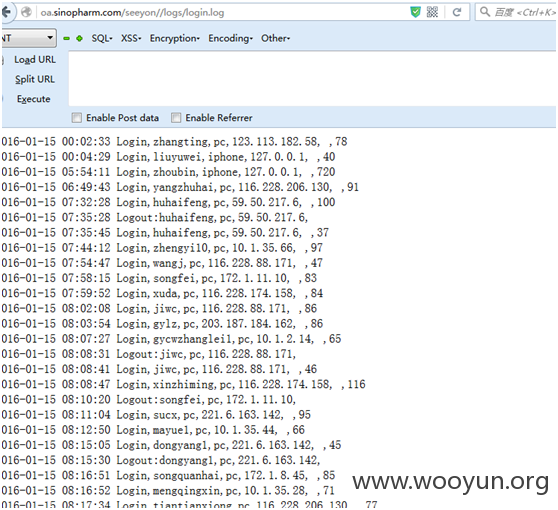 oa.sinopharm.com/seeyon//logs/login.log
百度 <Ctrl+K>
NT
SQL- XSS- Encryption- Encoding- Other-
Load URL
Split URL
Execute
Enable Post data Enable Referrer
016-01-15 00:02:33 Login,zhangting,pc,123.113.182.58, ,78
016-01-15 00:04:29 Login,liuyuwei,iphone,127.0.0.1, ,40
016-01-15 05:54:11 Login,zhoubin,iphone,127.0.0.1, ,720
016-01-15 06:49:43 Login,yangzhuhai,pc,116.228.206.130, ,91
016-01-15 07:32:28 Login,huhaifeng,pc,59.50.217.6, ,100
016-01-15 07:35:28 Logout:huhaifeng,pc,59.50.217.6,
016-01-15 07:35:45 Login,huhaifeng,pc,59.50.217.6, ,37
016-01-15 07:44:12 Login,zhengyi10,pc,10.1.35.66, ,97
016-01-15 07:54:47 Login,wangj,pc,116.228.88.171, ,47
016-01-15 07:58:15 Login,songfei,pc,172.1.11.10, ,83
016-01-15 07:59:52 Login,xuda,pc,116.228.174.158, ,84
016-01-15 08:02:08 Login,jiwc,pc,116.228.88.171, ,86
016-01-15 08:03:54 Login,gylz,pc,203.187.184.162, ,86
016-01-15 08:07:27 Login,gycwzhanglei1,pc,10.1.2.14, ,65
016-01-15 08:08:31 Logout:jiwc,pc,116.228.88.171,
016-01-15 08:08:41 Login,jiwc,pc,116.228.88.171, ,46
016-01-15 08:08:47 Login,xinzhiming,pc,116.228.174.158, ,116
016-01-15 08:10:20 Logout:songfei,pc,172.1.11.10,
016-01-15 08:11:04 Login,sucx,pc,221.6.163.142, ,95
016-01-15 08:12:50 Login,mayue1,pc,10.1.35.44, ,66
016-01-15 08:15:05 Login,dongyang1,pc,221.6.163.142, ,45
016-01-15 08:15:30 Logout:dongyang1,pc,221.6.163.142,
016-01-15 08:16:51 Login,songquanhai,pc,172.1.8.45, ,85
016-01-15 08:16:52 Login,mengqingxin,pc,10.1.35.28, ,71
016-01-15 08:17:34 Login,tiantianxiong,pc,116.228.206.130, ,77
www.wooyun.org